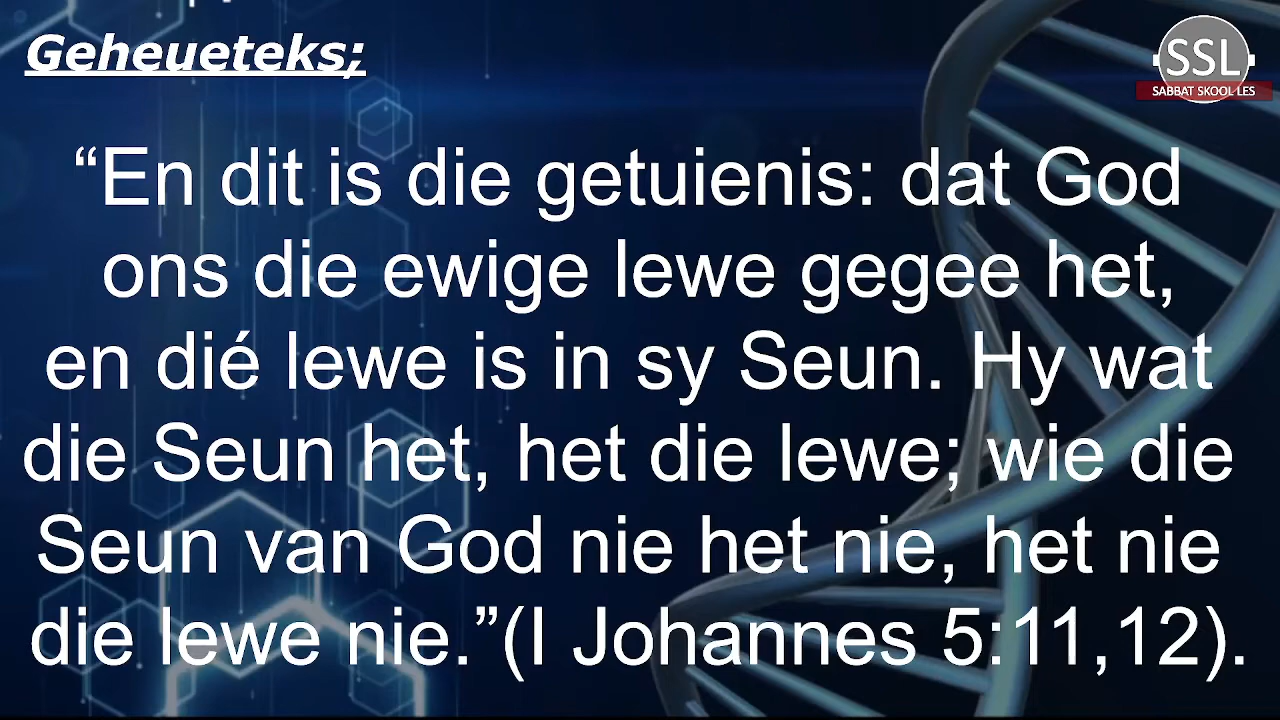 Geheueteks;
SSL
SABBAT SKOOL LES
“En dit is die getuienis: dat God
ons die ewige lewe gegee het,
en dié lewe is in sy Seun. Hy wat
die Seun het, het die lewe; wie die
Seun van God nie het nie, het nie
die lewe nie.”(I Johannes 5:11,12).